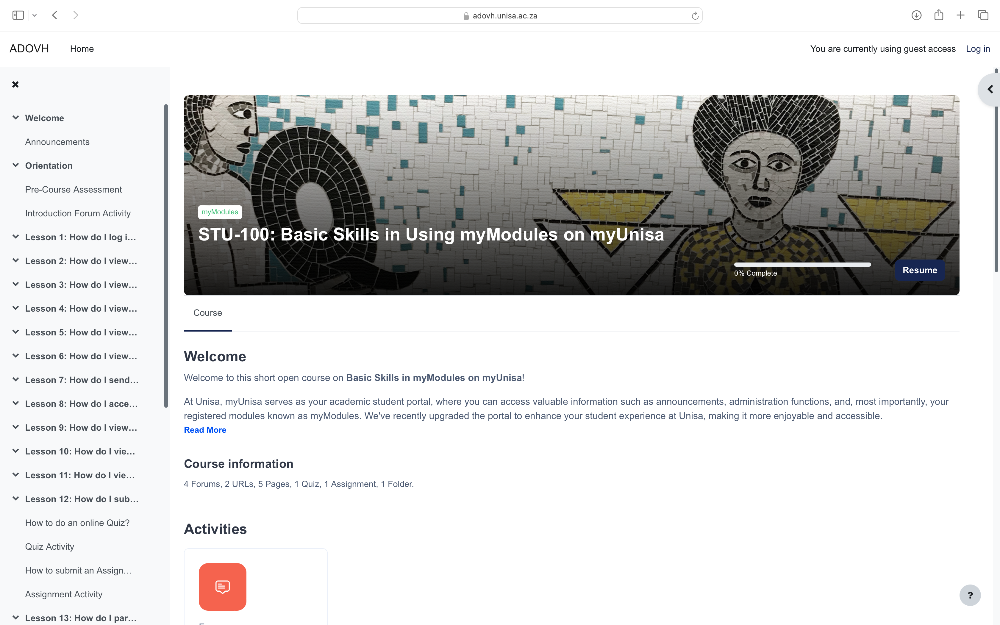 adovh.unisa.ac.za
ADOVH
Home
You are currently using guest access
Log in
Welcome
Announcements
Orientation
Pre-Course Assessment
Introduction Forum Activity
Lesson 1: How do I log i...
Lesson 2: How do I view...
Lesson 3: How do I view...
Lesson 4: How do I view...
Lesson 5: How do I view...
Lesson 6: How do I view...
Lesson 7: How do I send...
Lesson 8: How do I acce...
Lesson 9: How do I view...
Lesson 10: How do I vie...
Lesson 11: How do I vie...
Lesson 12: How do I sub...
How to do an online Quiz?
Quiz Activity
How to submit an Assign...
Assignment Activity
Lesson 13: How do I par...
myModules
STU-100: Basic Skills in Using myModules on myUnisa
0% Complete
Resume
Course
Welcome
Welcome to this short open course on Basic Skills in myModules on myUnisa!
At Unisa, myUnisa serves as your academic student portal, where you can access valuable information such as announcements, administration functions, and, most importantly, your
registered modules known as myModules. We've recently upgraded the portal to enhance your student experience at Unisa, making it more enjoyable and accessible.
Read More
Course information
4 Forums, 2 URLs, 5 Pages, 1 Quiz, 1 Assignment, 1 Folder.
Activities
?